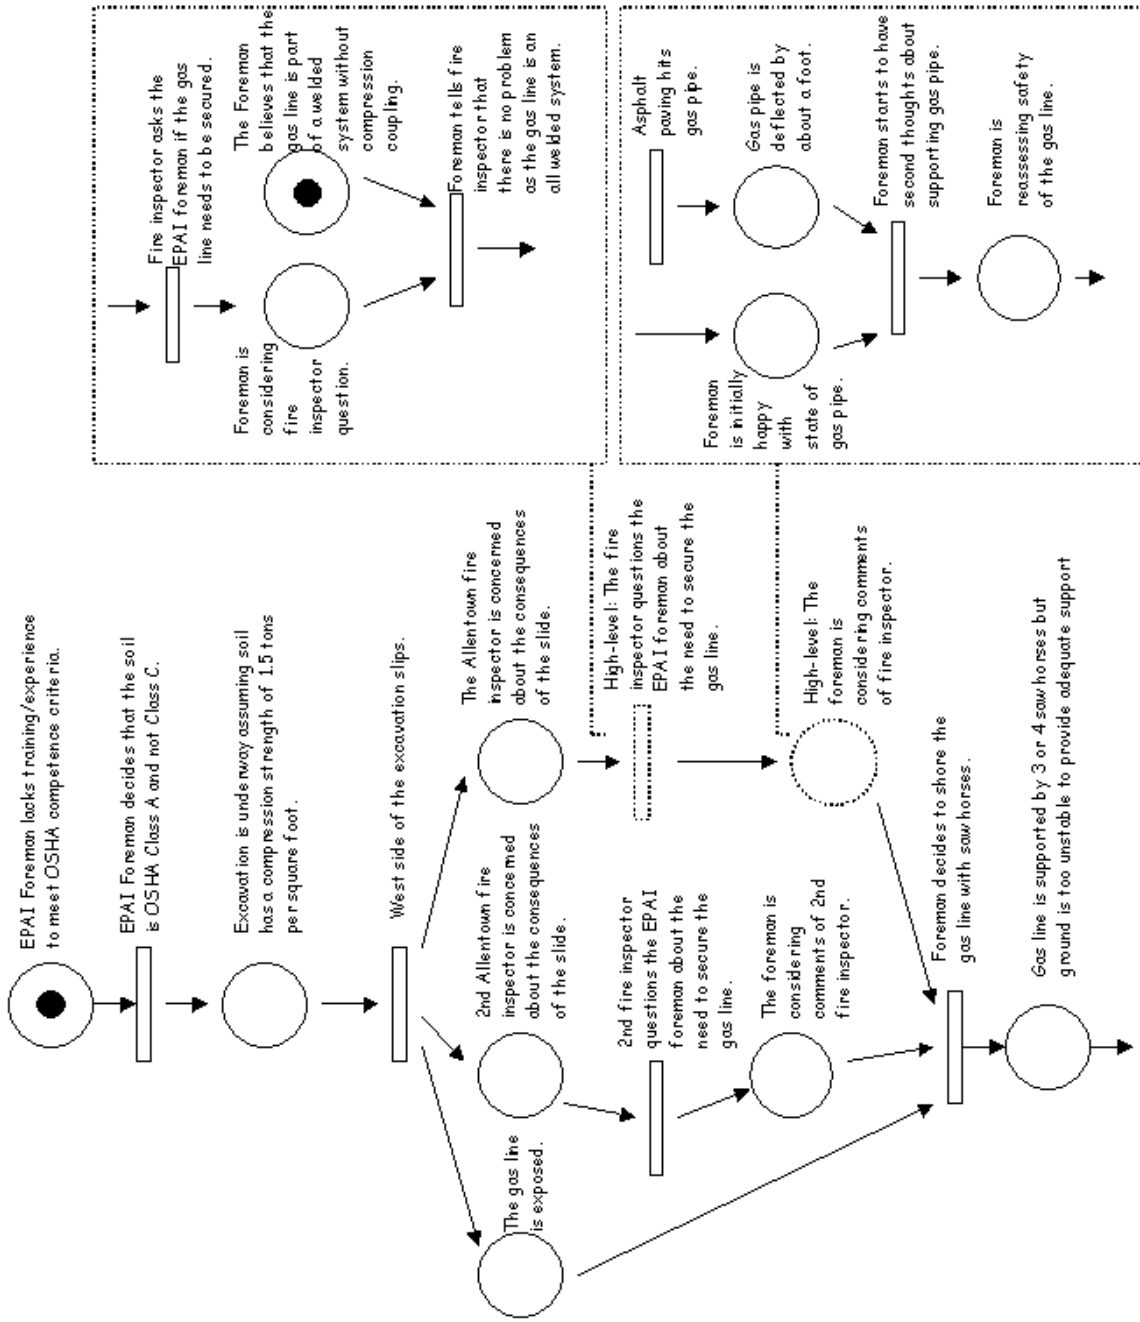 EPAI Foreman lacks training/experience
to meet OSHA competence criteria.
EPAI Foreman decides that the soil
is OSHA Class A and not Class C.
Excavation is underway assuming soil
has a compression strength of 1.5 tons
per square foot.
West side of the excavation slips.
The gas line
is exposed.
2nd Allentown fire
inspector is concerned
about the consequences
of the slide.
The Allentown fire
inspector is concerned
about the consequences
of the slide.
2nd fire inspector
questions the EPAI
foreman about the
need to secure the
gas line.
High-level: The fire
inspector questions the
EPAI foreman about
the need to secure the
gas line.
The foreman is
considering
comments of 2nd
fire inspector.
High-level: The
foreman is
considering comments
of fire inspector.
Foreman decides to shore the
gas line with saw horses.
Gas line is supported by 3 or 4 saw horses but
ground is too unstable to provide adequate support
Fire inspector asks the
EPAI foreman if the gas
line needs to be secured.
Foreman is
considering
fire
inspector
question.
The Foreman
believes that the
gas line is part
of a welded
system without
compression
coupling.
Foreman tells fire
inspector that
there is no problem
as the gas line is an
all welded system.
Asphalt
paving hits
gas pipe.
Foreman
is initially
happy
with
state of
gas pipe.
Gas pipe is
deflected by
about a foot.
Foreman starts to have
second thoughts about
supporting gas pipe.
Foreman is
reassessing safety
of the gas line.